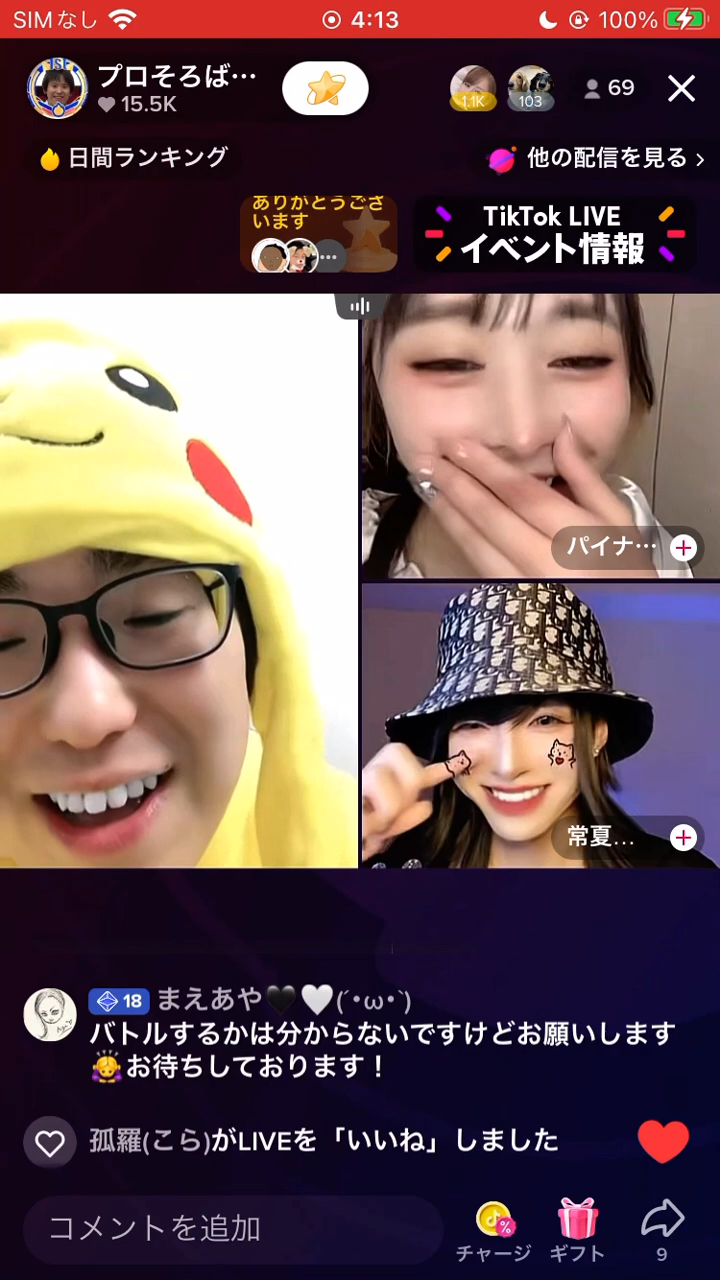 SIMなし
4:13
100%
プロそろば…
15.5K
1.1K
103
69
日間ランキング
他の配信を見る
ありがとうござ
います
TikTok LIVE
イベント情報
パイナ…
常夏…
18 まえあや🖤🤍(´•ω•`)
バトルするかは分からないですけどお願いします
🙇‍♀️お待ちしております！
孤羅(こら)がLIVEを「いいね」しました
コメントを追加
チャージ
ギフト
9